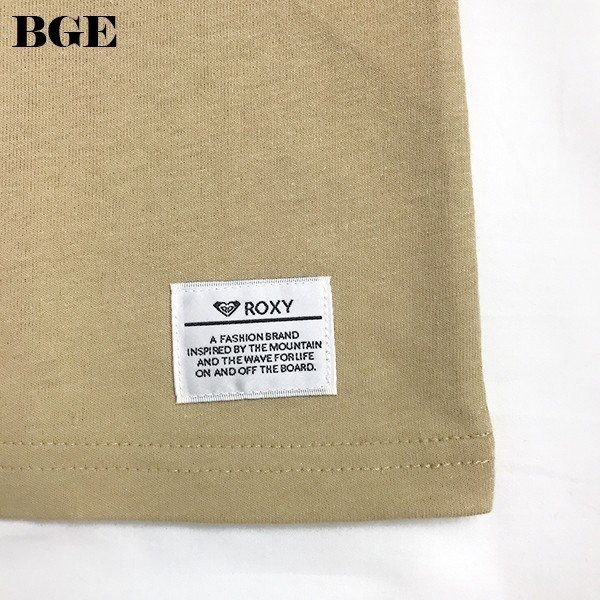 BGE
ROXY
A FASHION BRAND
INSPIRED BY THE MOUNTAIN
AND THE WAVE FOR LIFE
ON AND OFF THE BOARD.